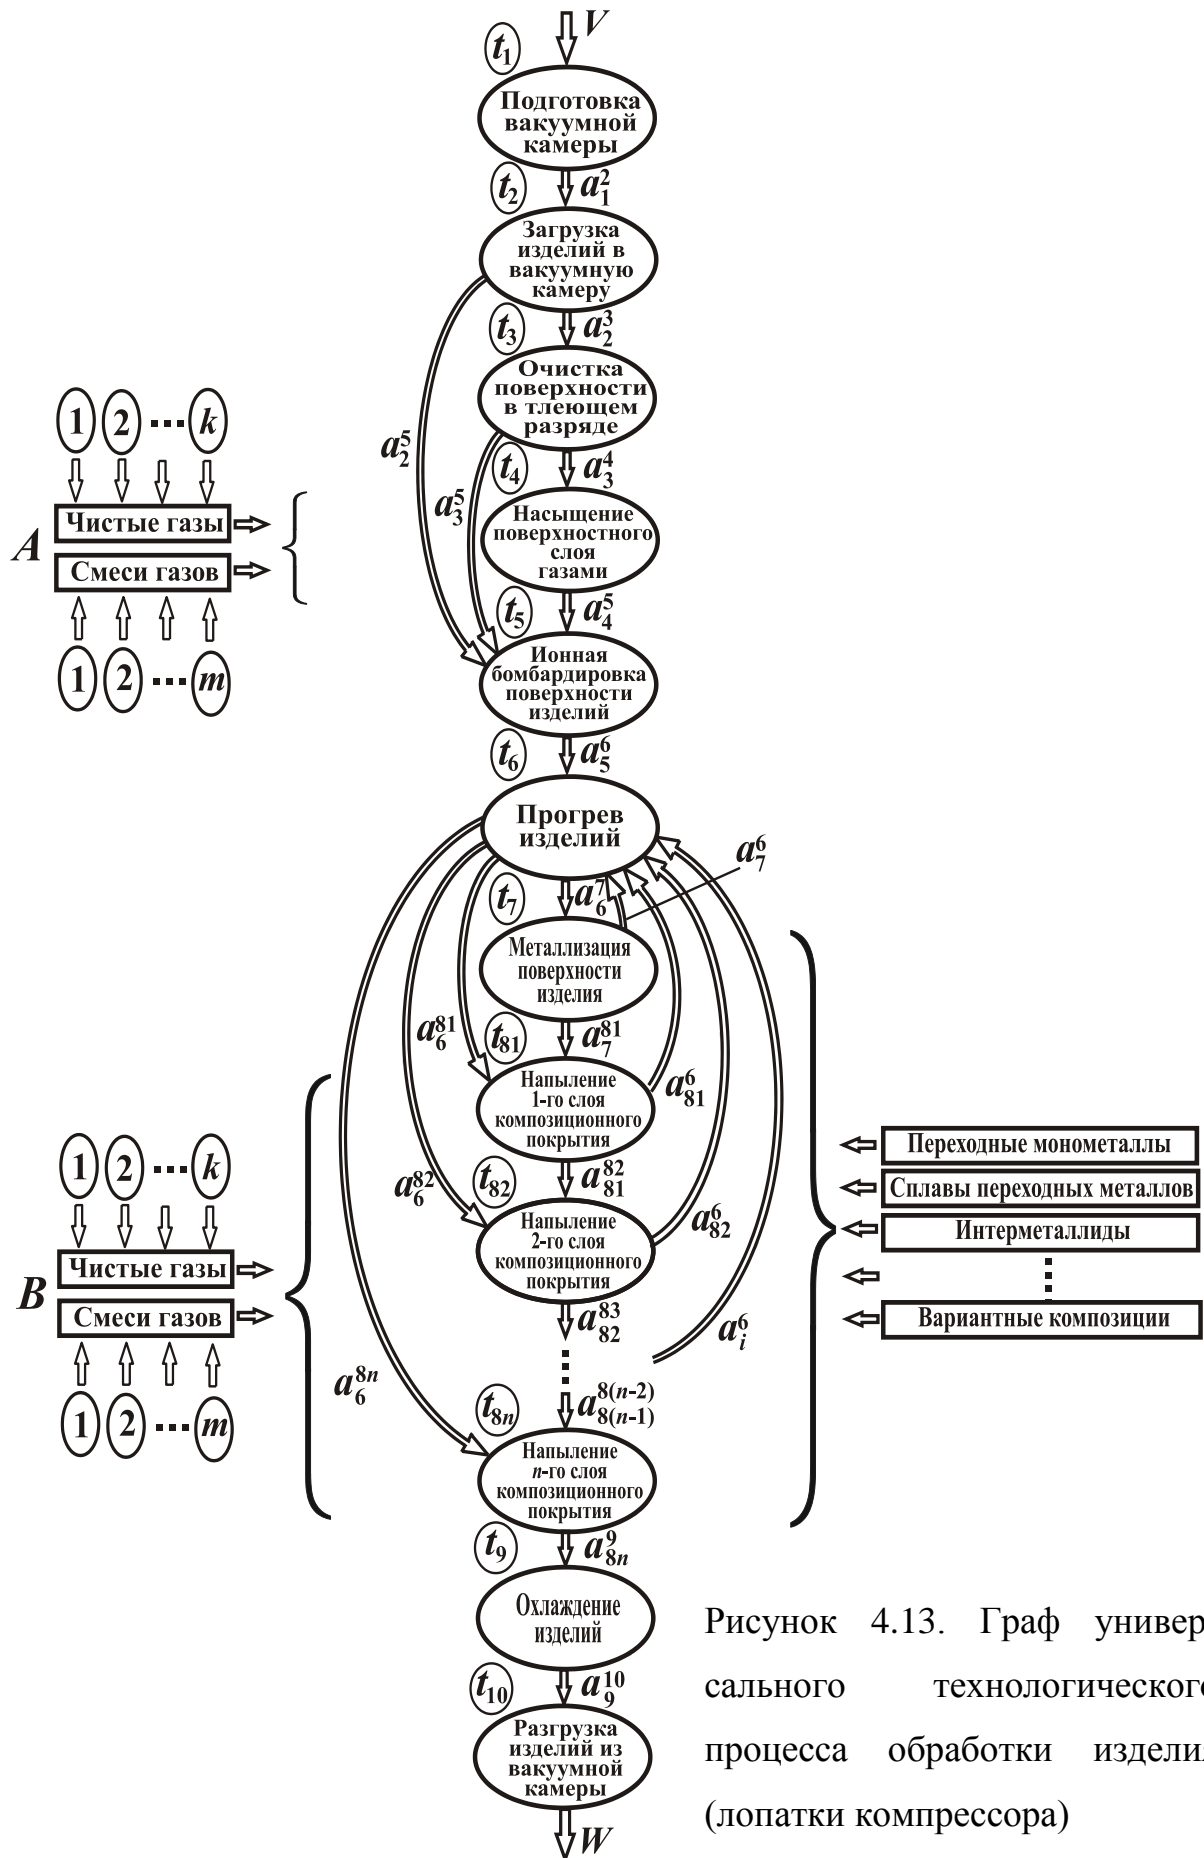 V
t₁
Подготовка
вакуумной
камеры
t₂
a₁²
Загрузка
изделий в
вакуумную
камеру
t₃
a₂³
Очистка
поверхности
в тлеющем
разряде
a₂⁵
a₃⁵
t₄
a₃⁴
Насыщение
поверхностного
слоя
газами
t₅
a₄⁵
Ионная
бомбардировка
поверхности
изделий
t₆
a₅⁶
1 2 ... k
Чистые газы
A
Смеси газов
1 2 ... m
Прогрев
изделий
a₇⁶
t₇
a₆⁷
Металлизация
поверхности
изделия
a₆⁸¹
t₈₁
a₇⁸¹
Напыление
1-го слоя
композиционного
покрытия
a₈₁⁶
a₆⁸²
t₈₂
a₈₁⁸²
Напыление
2-го слоя
композиционного
покрытия
a₈₂⁶
a₈₂⁸³
a₆⁸ⁿ
aᵢ⁶
t₈ₙ
a₈₍ₙ₋₁₎⁸⁽ⁿ⁻²⁾
Напыление
n-го слоя
композиционного
покрытия
1 2 ... k
Чистые газы
B
Смеси газов
1 2 ... m
Переходные монометаллы
Сплавы переходных металлов
Интерметаллиды
Вариантные композиции
t₉
a₈ₙ⁹
Охлаждение
изделий
t₁₀
a₉¹⁰
Разгрузка
изделий из
вакуумной
камеры
W
Рисунок 4.13. Граф универ
сального технологического
процесса обработки изделия
(лопатки компрессора)